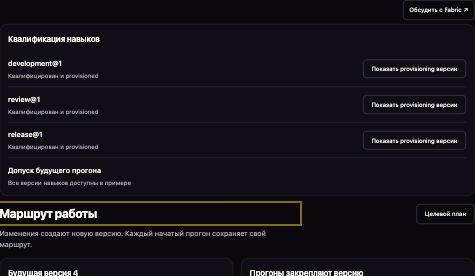 Обсудить с Fabric ↗
Квалификация навыков
development@1
Квалифицирован и provisioned
Показать provisioning версии
review@1
Квалифицирован и provisioned
Показать provisioning версии
release@1
Квалифицирован и provisioned
Показать provisioning версии
Допуск будущего прогона
Все версии навыков доступны в примере
Маршрут работы
Целевой план
Изменения создают новую версию. Каждый начатый прогон сохраняет свой
маршрут.
Будущая версия 4
Прогоны закрепляют версию